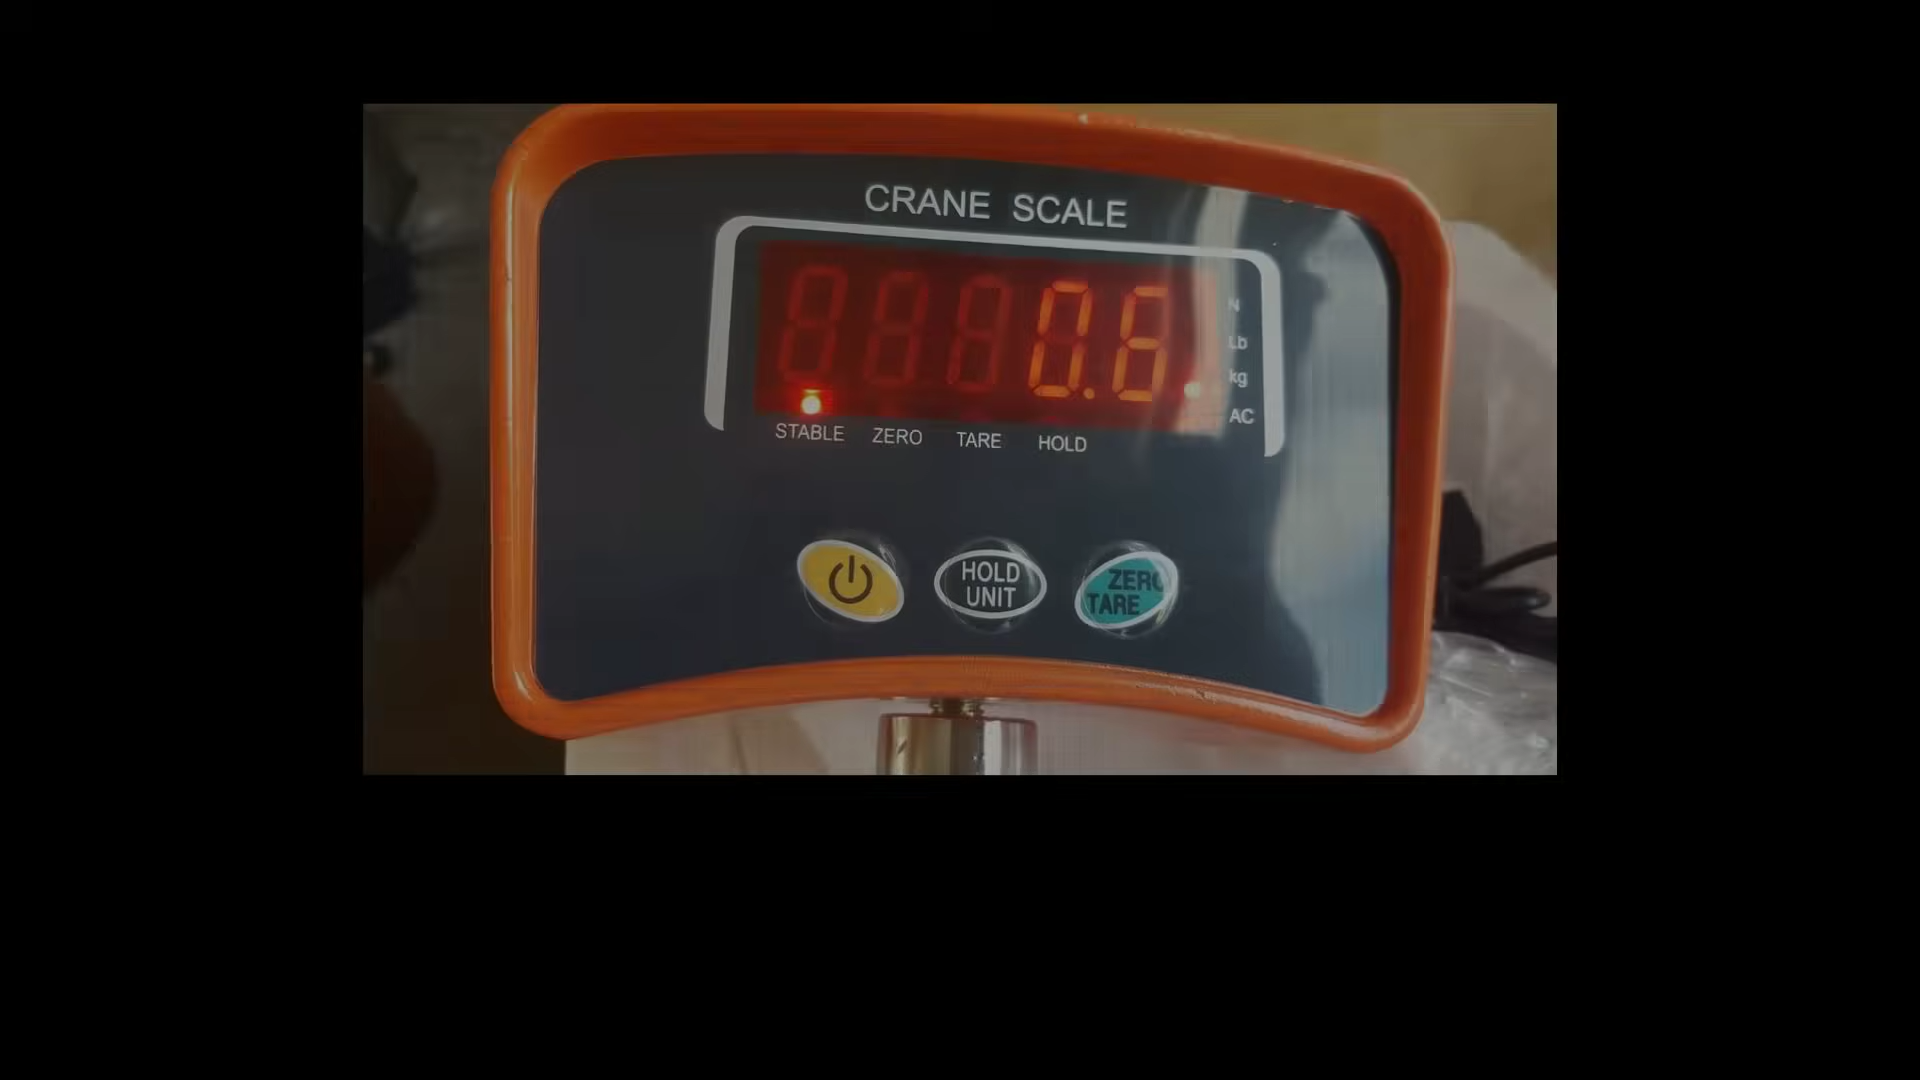 CRANE SCALE
0.6
N
Lb
kg
AC
STABLE ZERO TARE HOLD
HOLD
UNIT
ZERO
TARE